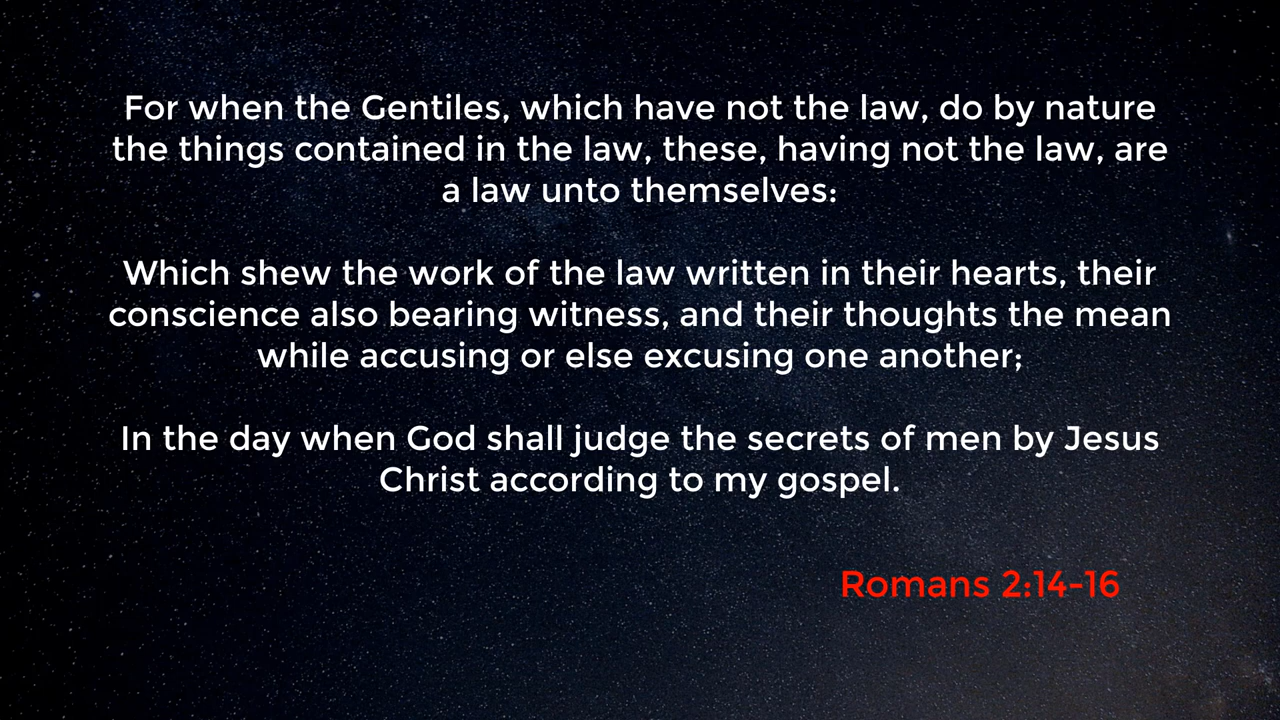 For when the Gentiles, which have not the law, do by nature
the things contained in the law, these, having not the law, are
a law unto themselves:
Which shew the work of the law written in their hearts, their
conscience also bearing witness, and their thoughts the mean
while accusing or else excusing one another;
In the day when God shall judge the secrets of men by Jesus
Christ according to my gospel.
Romans 2:14-16